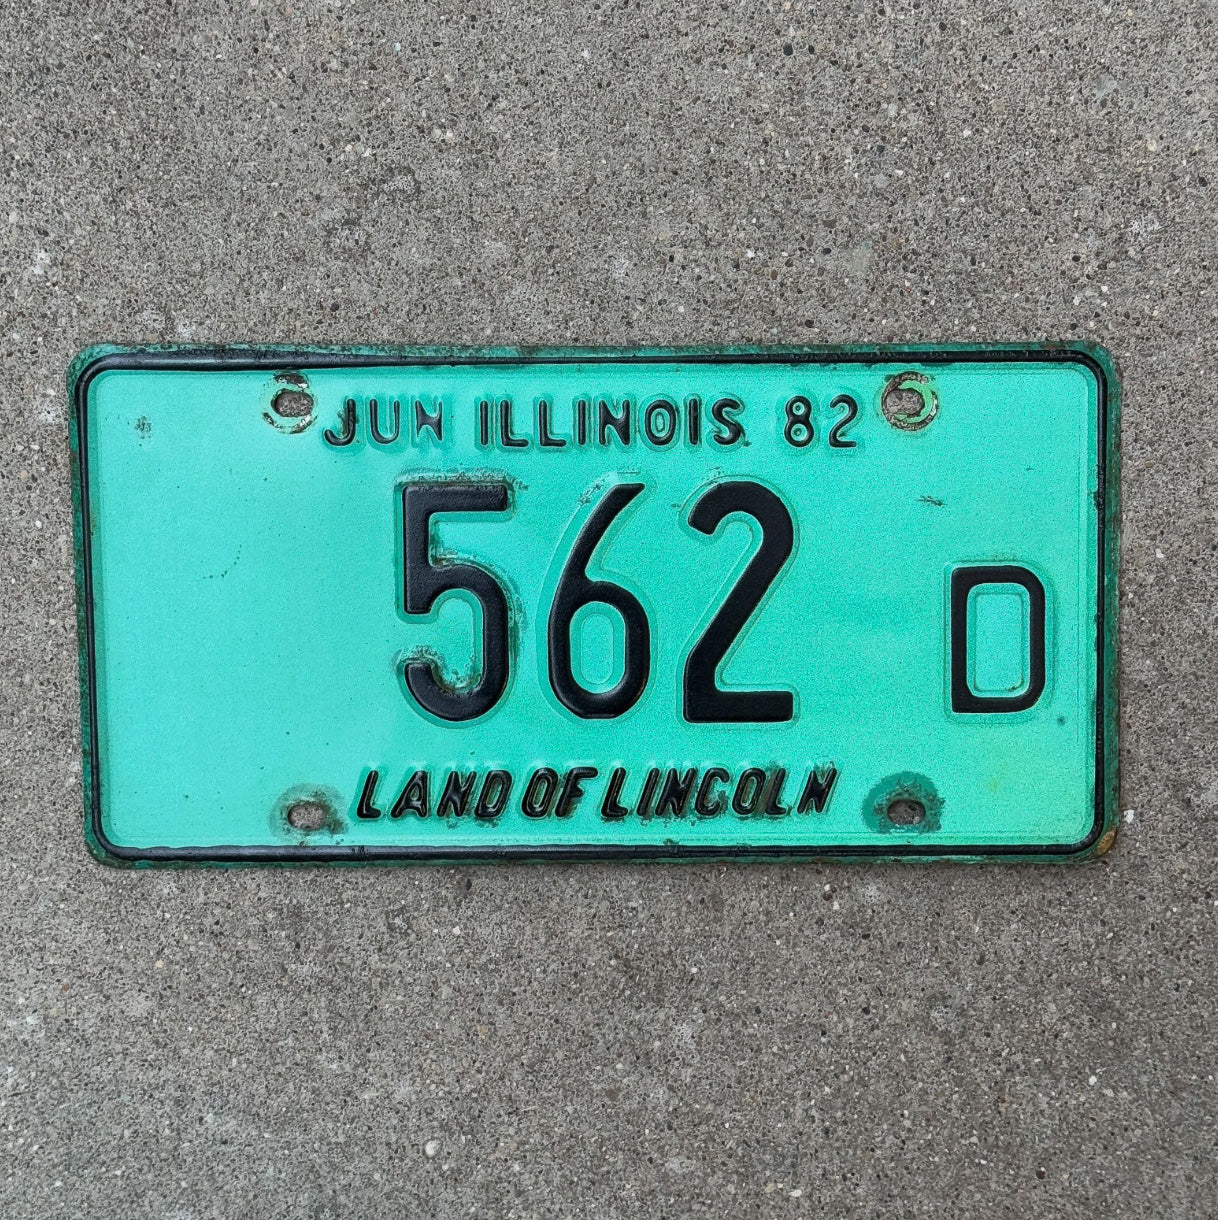 JUN ILLINOIS 82
562 D
LAND OF LINCOLN